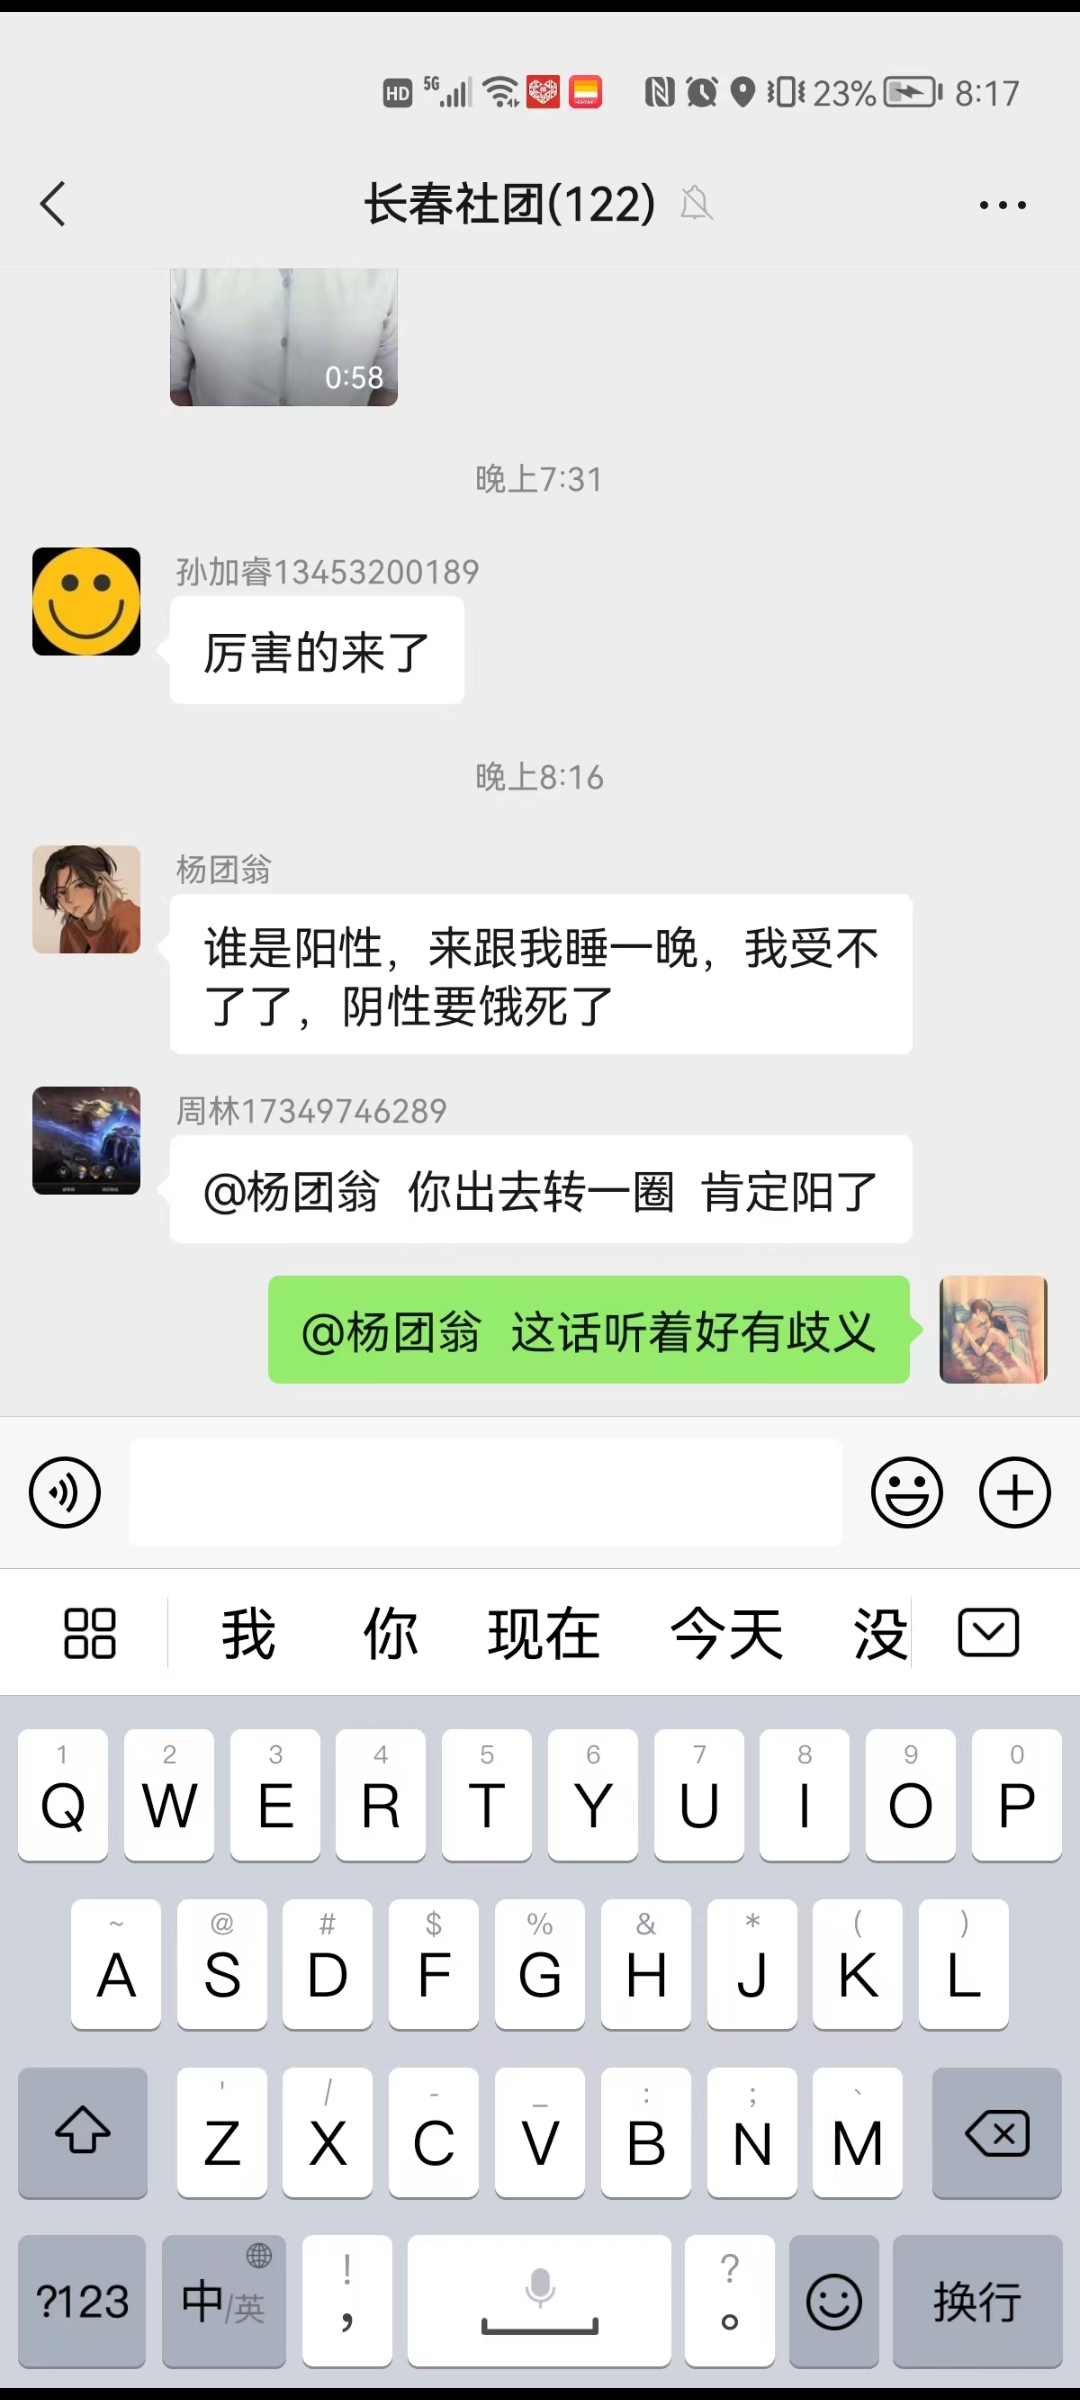 HD 5G 23% 8:17
长春社团(122)
0:58
晚上7:31
孙加睿13453200189
厉害的来了
晚上8:16
杨团翁
谁是阳性，来跟我睡一晚，我受不
了了，阴性要饿死了
周林17349746289
@杨团翁 你出去转一圈 肯定阳了
@杨团翁 这话听着好有歧义
我 你 现在 今天 没
1 2 3 4 5 6 7 8 9 0
Q W E R T Y U I O P
~ @ # $ % & * ( )
A S D F G H J K L
' / - _ : ; 、
Z X C V B N M
! ?
?123 中/英 ， 。 换行